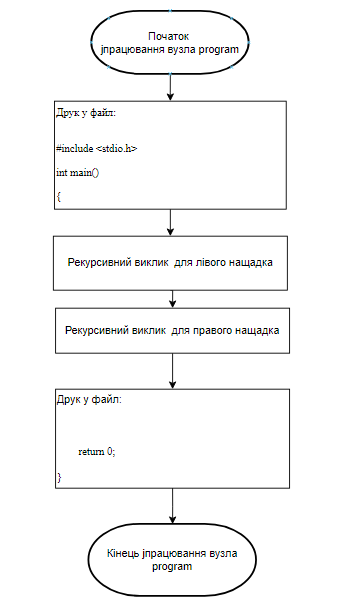 Початок
јпрацювання вузла program
Друк у файл:
#include <stdio.h>
int main()
{
Рекурсивний виклик для лівого нащадка
Рекурсивний виклик для правого нащадка
Друк у файл:
return 0;
}
Кінець јпрацювання вузла
program